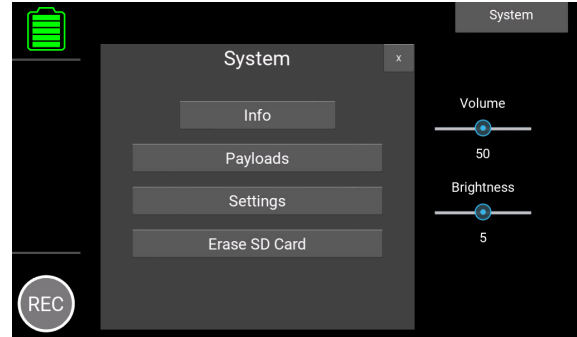 System
System
x
Info
Payloads
Settings
Erase SD Card
Volume
50
Brightness
5
REC